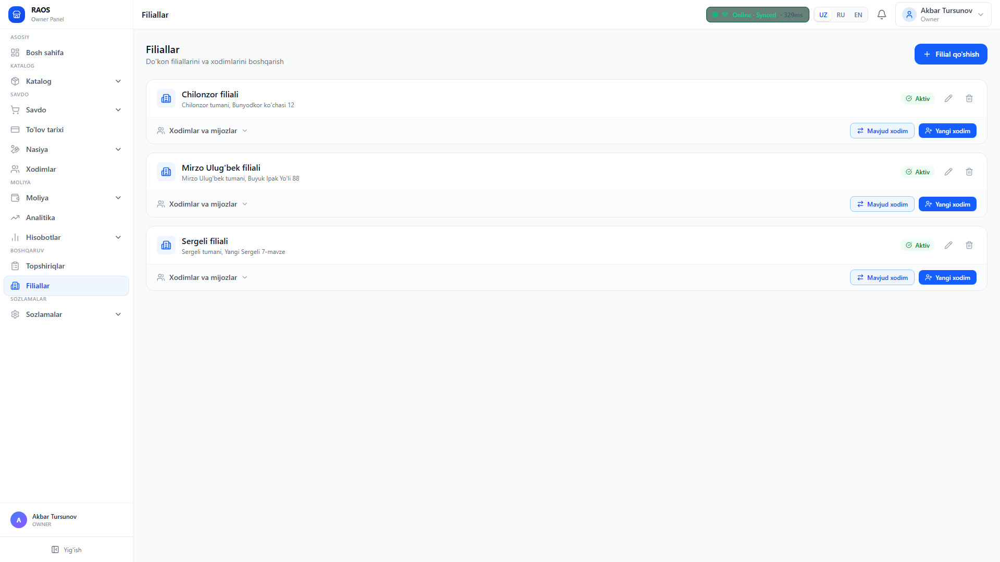 RAOS
Owner Panel
ASOSIY
Bosh sahifa
KATALOG
Katalog
SAVDO
Savdo
To'lov tarixi
Nasiya
Xodimlar
MOLIYA
Moliya
Analitika
Hisobotlar
BOSHQARUV
Topshiriqlar
Filiallar
SOZLAMALAR
Sozlamalar
A
Akbar Tursunov
OWNER
Yig'ish
Filiallar
Online · Synced · 329ms
UZ RU EN
Akbar Tursunov
Owner
Filiallar
Do'kon filiallarini va xodimlarini boshqarish
Filial qo'shish
Chilonzor filiali
Chilonzor tumani, Bunyodkor ko'chasi 12
Aktiv
Xodimlar va mijozlar
Mavjud xodim
Yangi xodim
Mirzo Ulug'bek filiali
Mirzo Ulug'bek tumani, Buyuk Ipak Yo'li 88
Aktiv
Xodimlar va mijozlar
Mavjud xodim
Yangi xodim
Sergeli filiali
Sergeli tumani, Yangi Sergeli 7-mavze
Aktiv
Xodimlar va mijozlar
Mavjud xodim
Yangi xodim